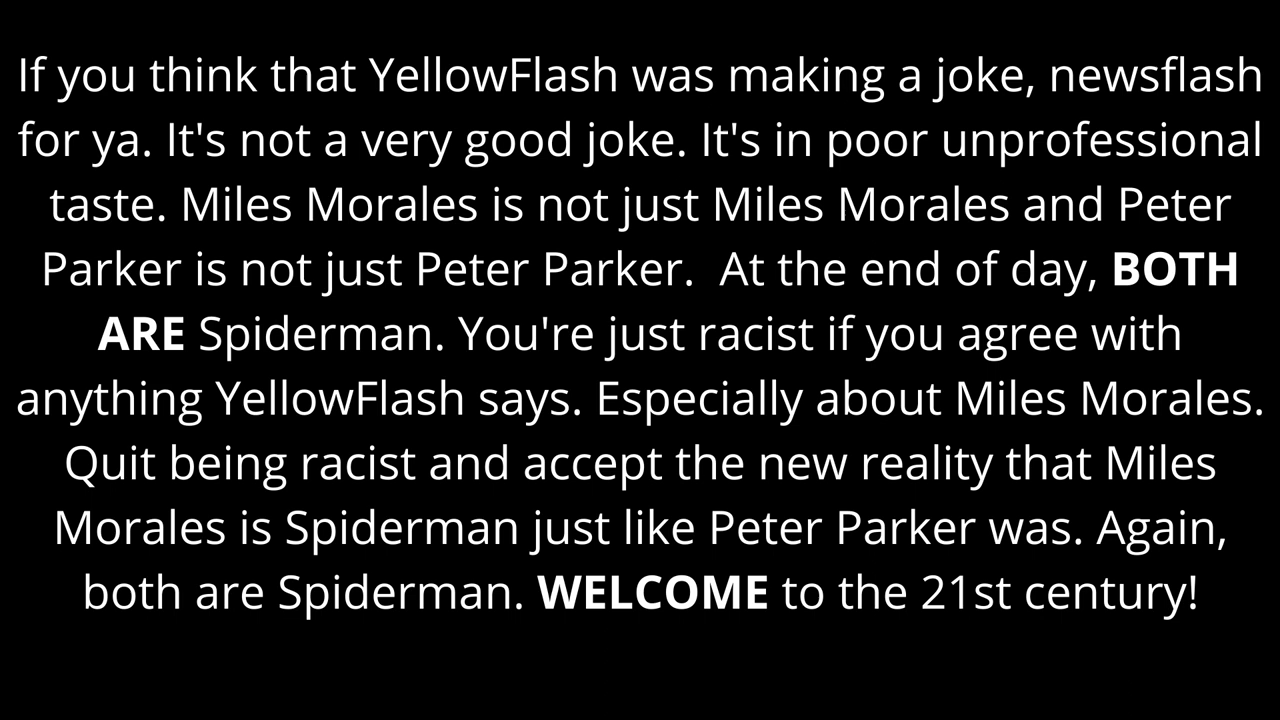 If you think that YellowFlash was making a joke, newsflash
for ya. It's not a very good joke. It's in poor unprofessional
taste. Miles Morales is not just Miles Morales and Peter
Parker is not just Peter Parker.  At the end of day, BOTH
ARE Spiderman. You're just racist if you agree with
anything YellowFlash says. Especially about Miles Morales.
Quit being racist and accept the new reality that Miles
Morales is Spiderman just like Peter Parker was. Again,
both are Spiderman. WELCOME to the 21st century!